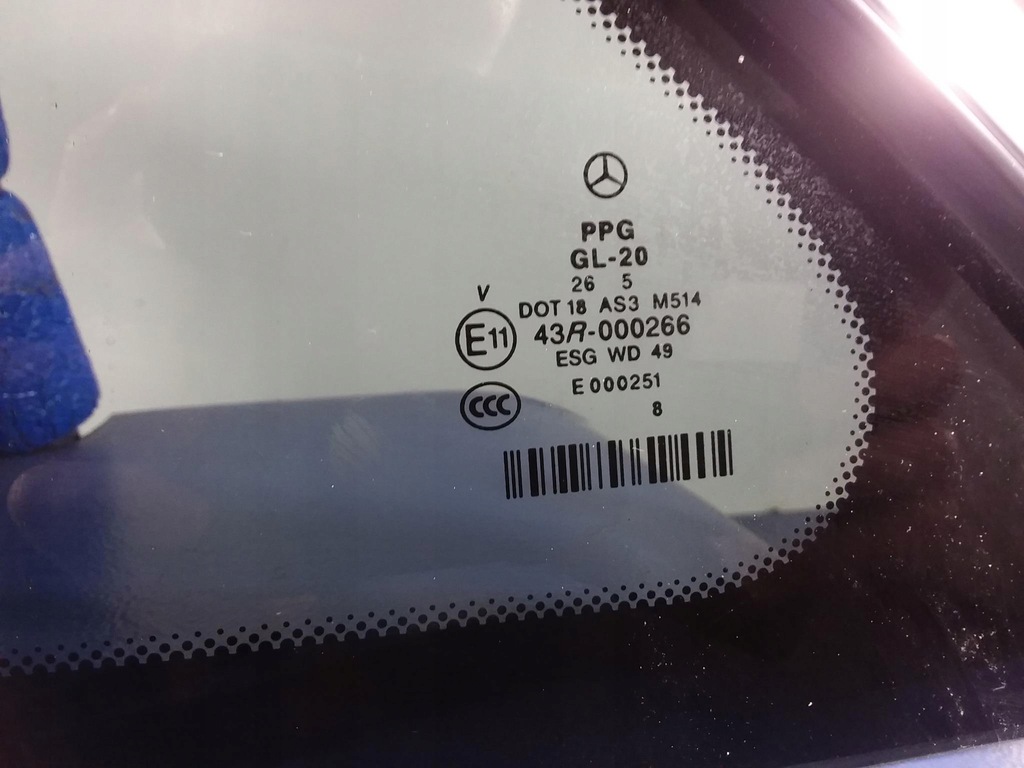 PPG
GL-20
26 5
V
DOT 18 AS3 M514
E11
43R-000266
ESG WD 49
CCC
E 000251
8